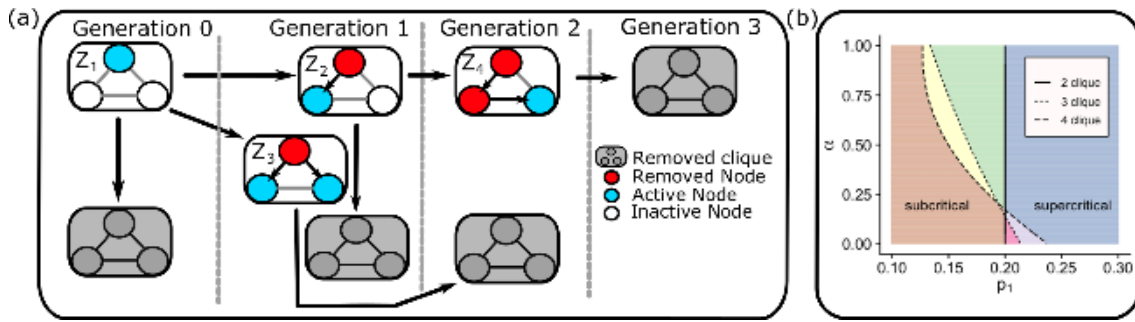 (a)
Generation 0
Generation 1
Generation 2
Generation 3
Z1
Z2
Z4
Z3
Removed clique
Removed Node
Active Node
Inactive Node
(b)
1.00
0.75
0.50
0.25
0.00
α
2 clique
3 clique
4 clique
subcritical
supercritical
0.10
0.15
0.20
0.25
0.30
p1